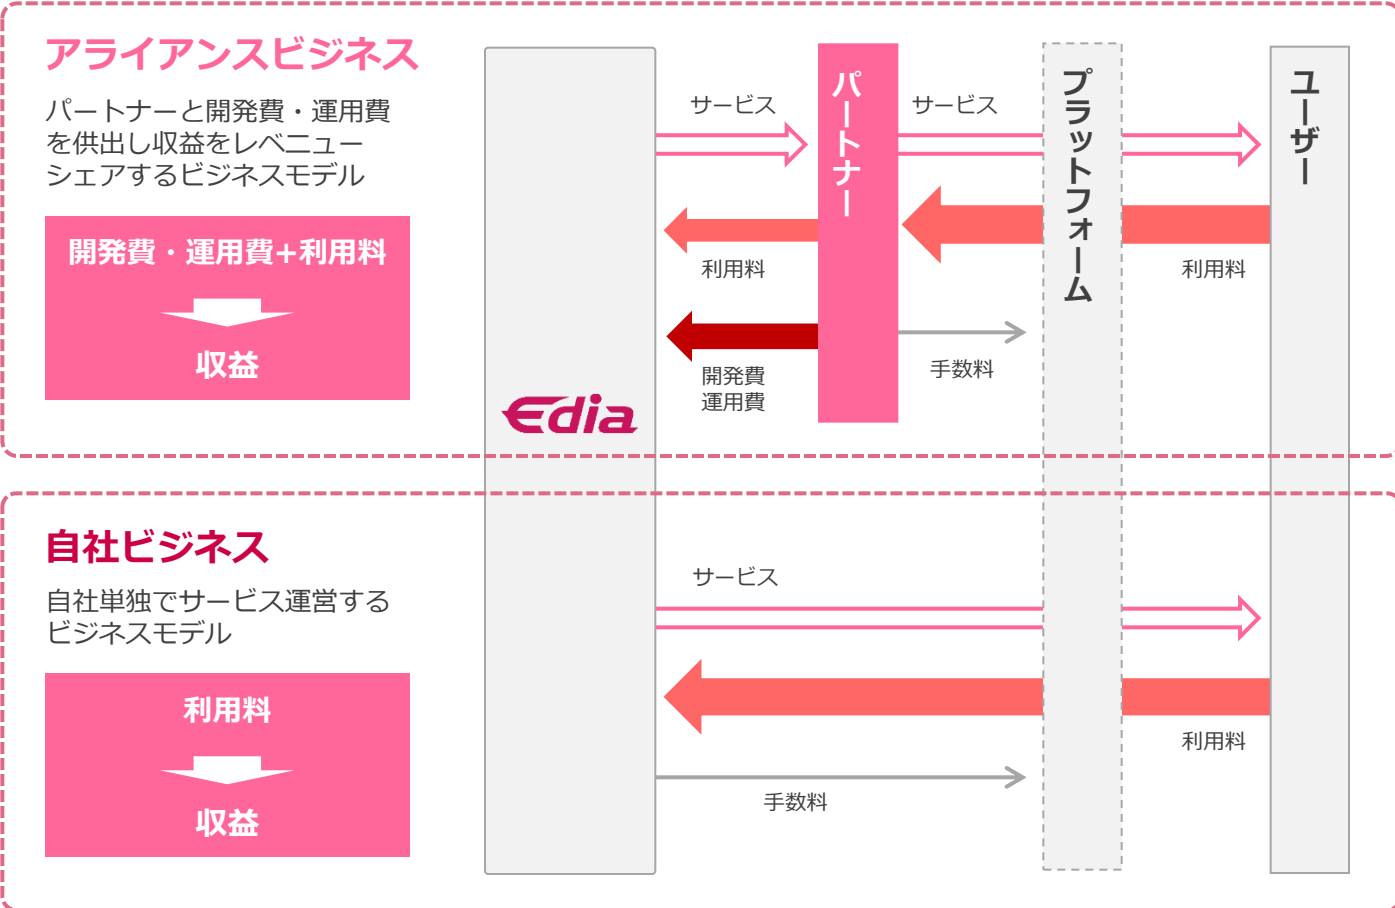 アライアンスビジネス
パートナーと開発費・運用費
を供出し収益をレベニュー
シェアするビジネスモデル
開発費・運用費+利用料
収益
Edia
サービス
パートナー
サービス
プラットフォーム
ユーザー
利用料
利用料
開発費
運用費
手数料
自社ビジネス
自社単独でサービス運営する
ビジネスモデル
利用料
収益
サービス
利用料
手数料